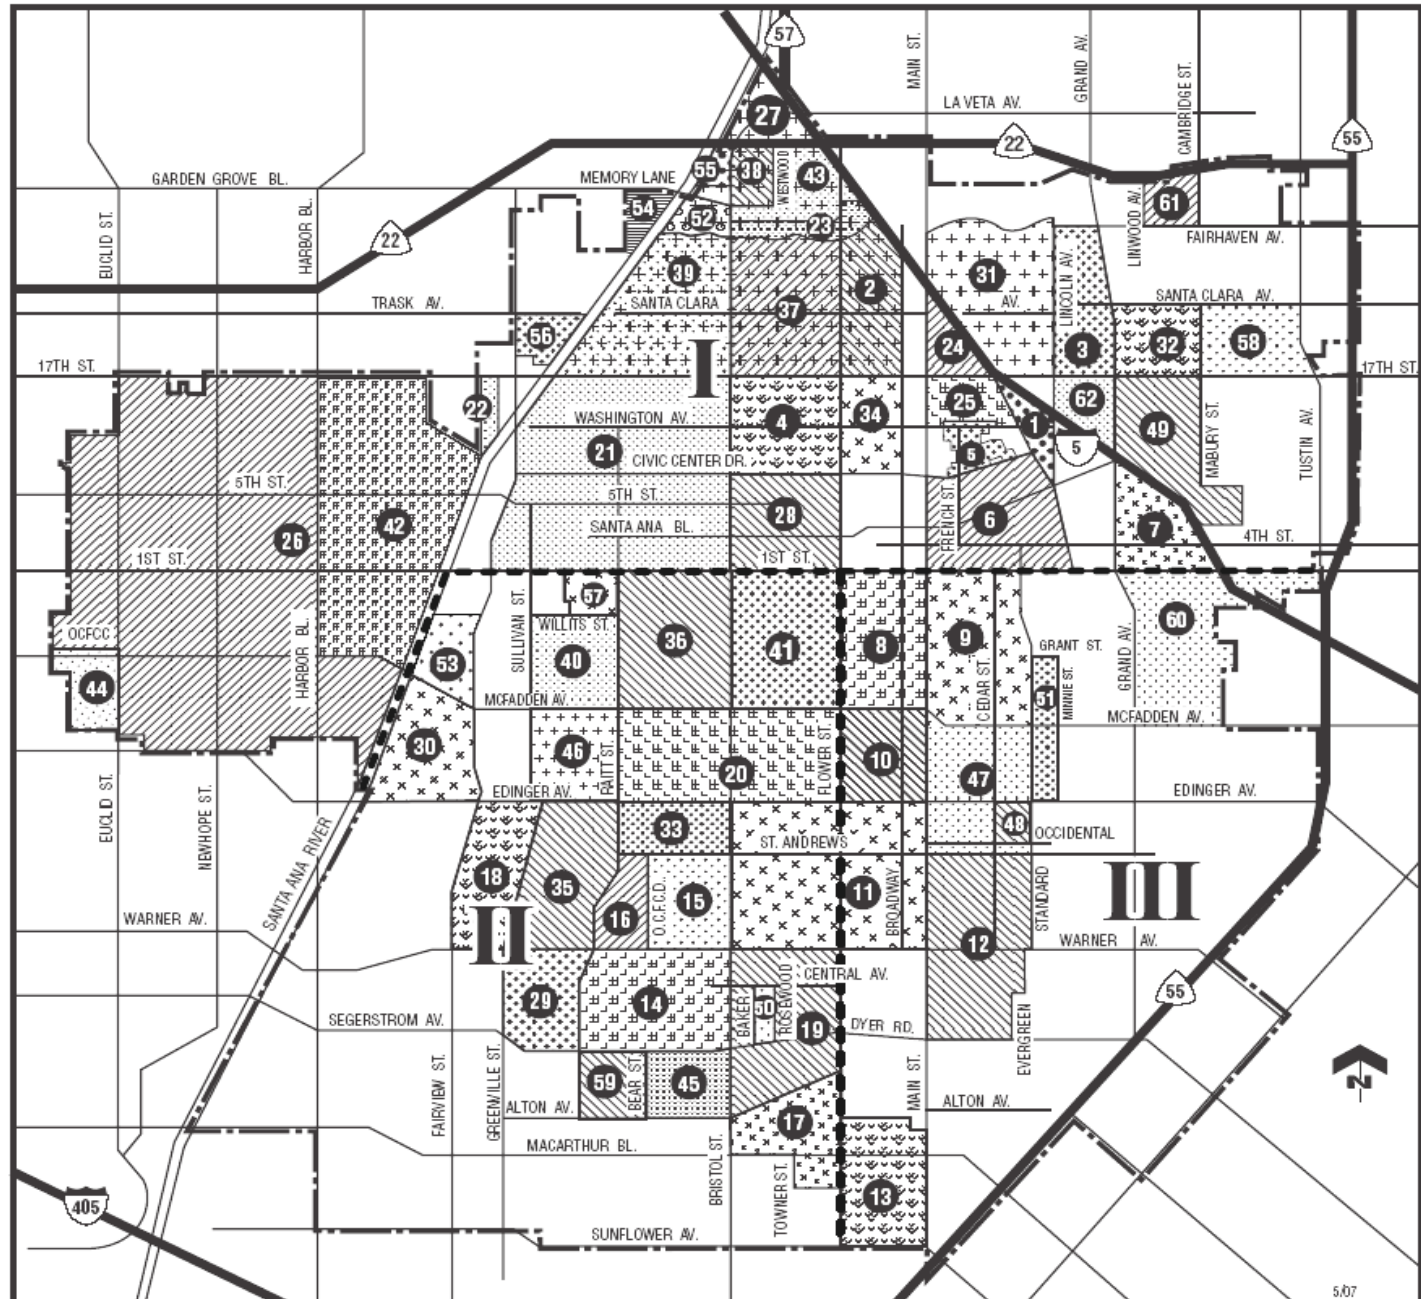 57
MAIN ST.
GRAND AV.
CAMBRIDGE ST.
LA VETA AV.
27
22
55
GARDEN GROVE BL.
MEMORY LANE
55
38
WESTWOOD
43
61
54
52
23
LINWOOD AV.
FAIRHAVEN AV.
EUCLID ST.
HARBOR BL.
22
39
2
31
LINCOLN AV.
TRASK AV.
SANTA CLARA
AV.
SANTA CLARA AV.
37
56
24
3
32
58
I
17TH ST.
17TH ST.
22
WASHINGTON AV.
4
34
25
1
62
49
MABURY ST.
TUSTIN AV.
21
CIVIC CENTER DR.
5
5
5TH ST.
5TH ST.
28
FRENCH ST.
6
7
42
26
SANTA ANA BL.
4TH ST.
1ST ST.
1ST ST.
57
SULLIVAN ST.
WILLITS ST.
OCFCC
HARBOR BL.
53
40
36
41
8
9
CEDAR ST.
GRANT ST.
51
MINNIE ST.
GRAND AV.
60
44
MCFADDEN AV.
MCFADDEN AV.
30
46
RAITT ST.
20
FLOWER ST.
10
47
EUCLID ST.
NEWHOPE ST.
EDINGER AV.
EDINGER AV.
33
ST. ANDREWS
48
OCCIDENTAL
SANTA ANA RIVER
18
35
16
O.C.F.C.D.
15
11
BROADWAY
STANDARD
III
II
WARNER AV.
12
WARNER AV.
CENTRAL AV.
29
14
BAKER
50
ROSEWOOD
19
DYER RD.
55
SEGERSTROM AV.
EVERGREEN
FAIRVIEW ST.
GREENVILLE ST.
59
BEAR ST.
45
MAIN ST.
ALTON AV.
ALTON AV.
17
MACARTHUR BL.
BRISTOL ST.
TOWNER ST.
13
405
SUNFLOWER AV.
N
5/07